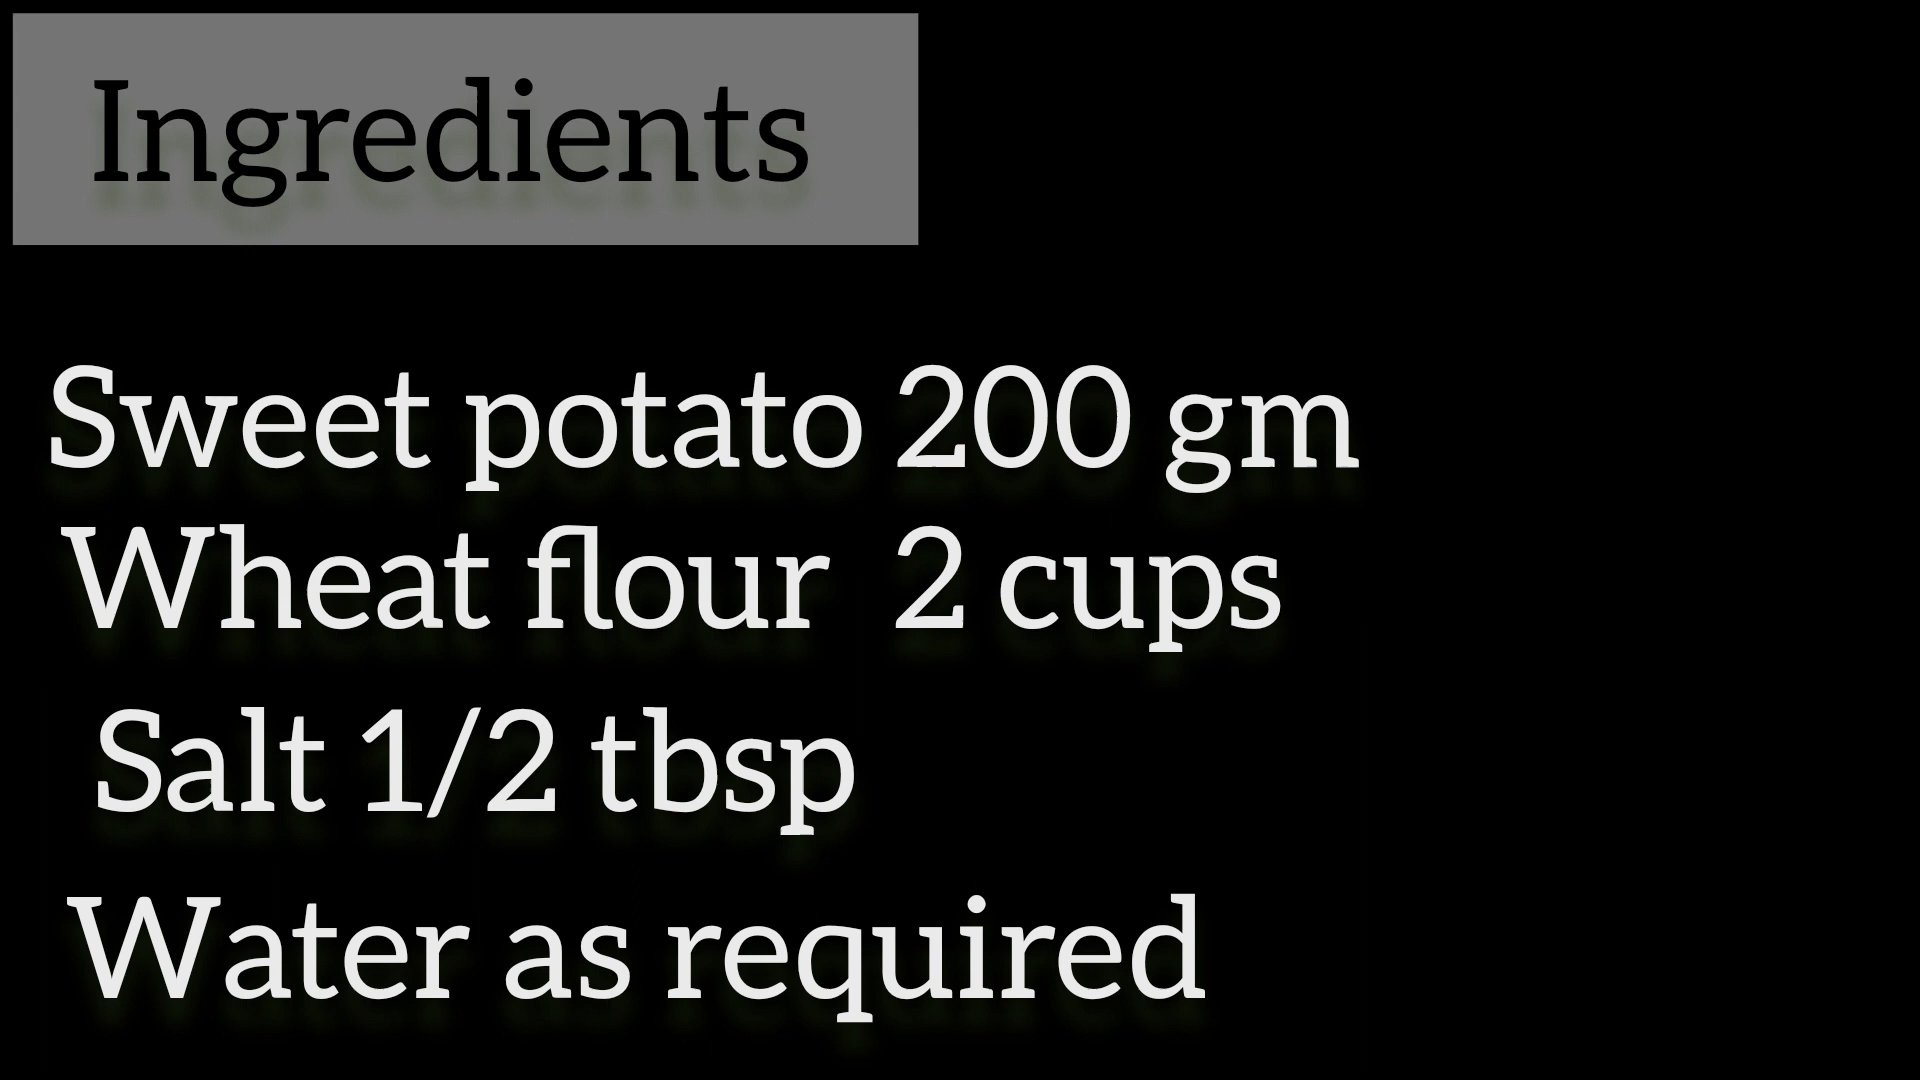 Ingredients
Sweet potato 200 gm
Wheat flour 2 cups
Salt 1/2 tbsp
Water as required